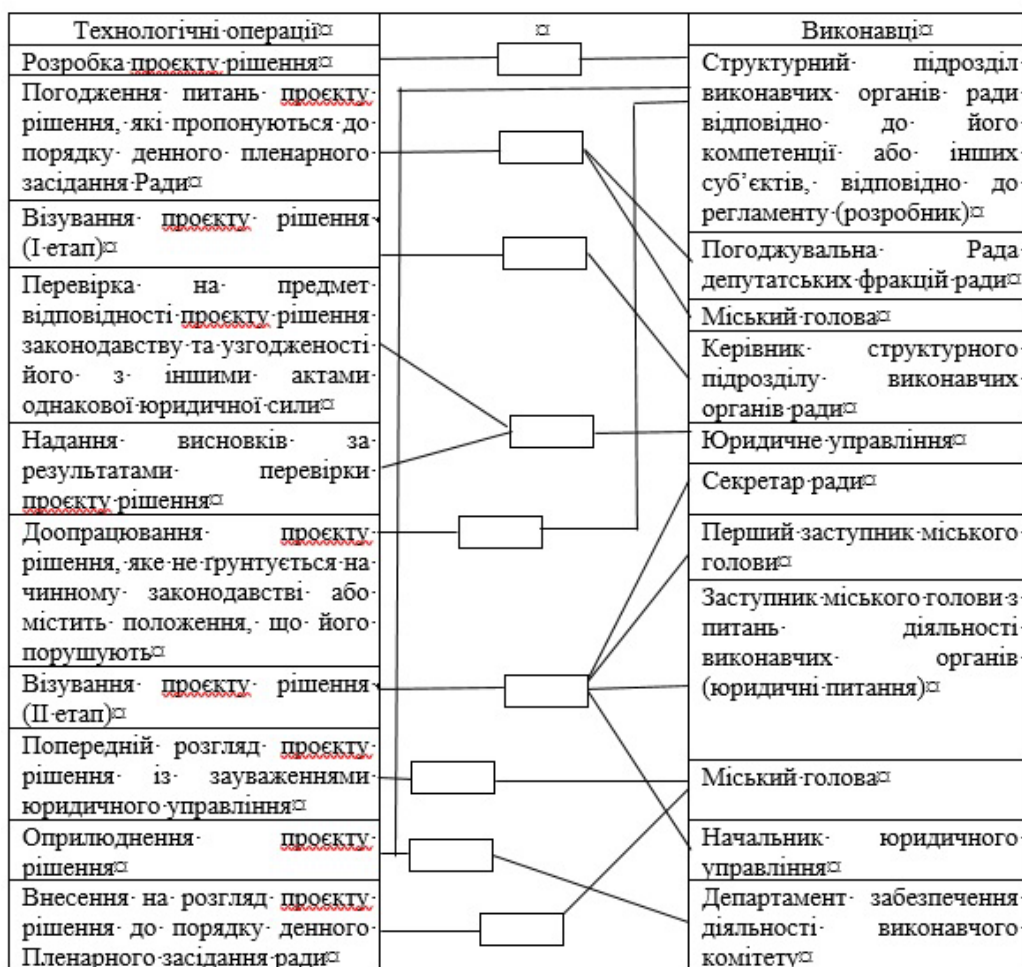 Технологічні операції¤
Розробка проєкту рішення¤
Погодження питань проєкту
рішення, які пропонуються до
порядку денного пленарного
засідання Ради¤
Візування проєкту рішення
(І етап)¤
Перевірка на предмет
відповідності проєкту рішення
законодавству та узгодженості
його з іншими актами
однакової юридичної сили¤
Надання висновків за
результатами перевірки
проєкту рішення¤
Доопрацювання проєкту
рішення, яке не ґрунтується на
чинному законодавстві або
містить положення, що його
порушують¤
Візування проєкту рішення
(ІІ етап)¤
Попередній розгляд проєкту
рішення із зауваженнями
юридичного управління¤
Оприлюднення проєкту
рішення¤
Внесення на розгляд проєкту
рішення до порядку денного
Пленарного засідання ради¤
¤
Виконавці¤
Структурний підрозділ
виконавчих органів ради
відповідно до його
компетенції або інших
суб’єктів, відповідно до
регламенту (розробник)¤
Погоджувальна Рада
депутатських фракцій ради¤
Міський голова¤
Керівник структурного
підрозділу виконавчих
органів ради¤
Юридичне управління¤
Секретар ради¤
Перший заступник міського
голови¤
Заступник міського голови з
питань діяльності
виконавчих органів
(юридичні питання)¤
Міський голова¤
Начальник юридичного
управління¤
Департамент забезпечення
діяльності виконавчого
комітету¤